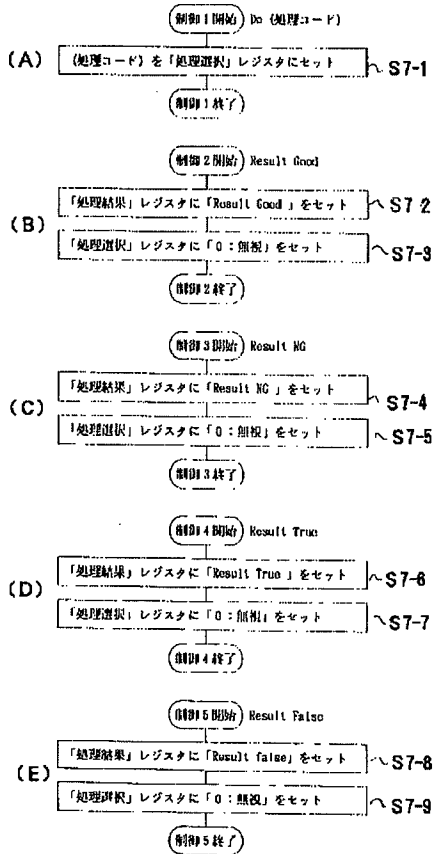 制御1開始 Do (処理コード)
(A)
(処理コード) を「処理選択」レジスタにセット S7-1
制御1終了
制御2開始 Result Good
(B)
「処理結果」レジスタに「Result Good」をセット S7-2
「処理選択」レジスタに「0:無視」をセット S7-3
制御2終了
制御3開始 Result NG
(C)
「処理結果」レジスタに「Result NG」をセット S7-4
「処理選択」レジスタに「0:無視」をセット S7-5
制御3終了
制御4開始 Result True
(D)
「処理結果」レジスタに「Result True」をセット S7-6
「処理選択」レジスタに「0:無視」をセット S7-7
制御4終了
制御5開始 Result False
(E)
「処理結果」レジスタに「Result false」をセット S7-8
「処理選択」レジスタに「0:無視」をセット S7-9
制御5終了